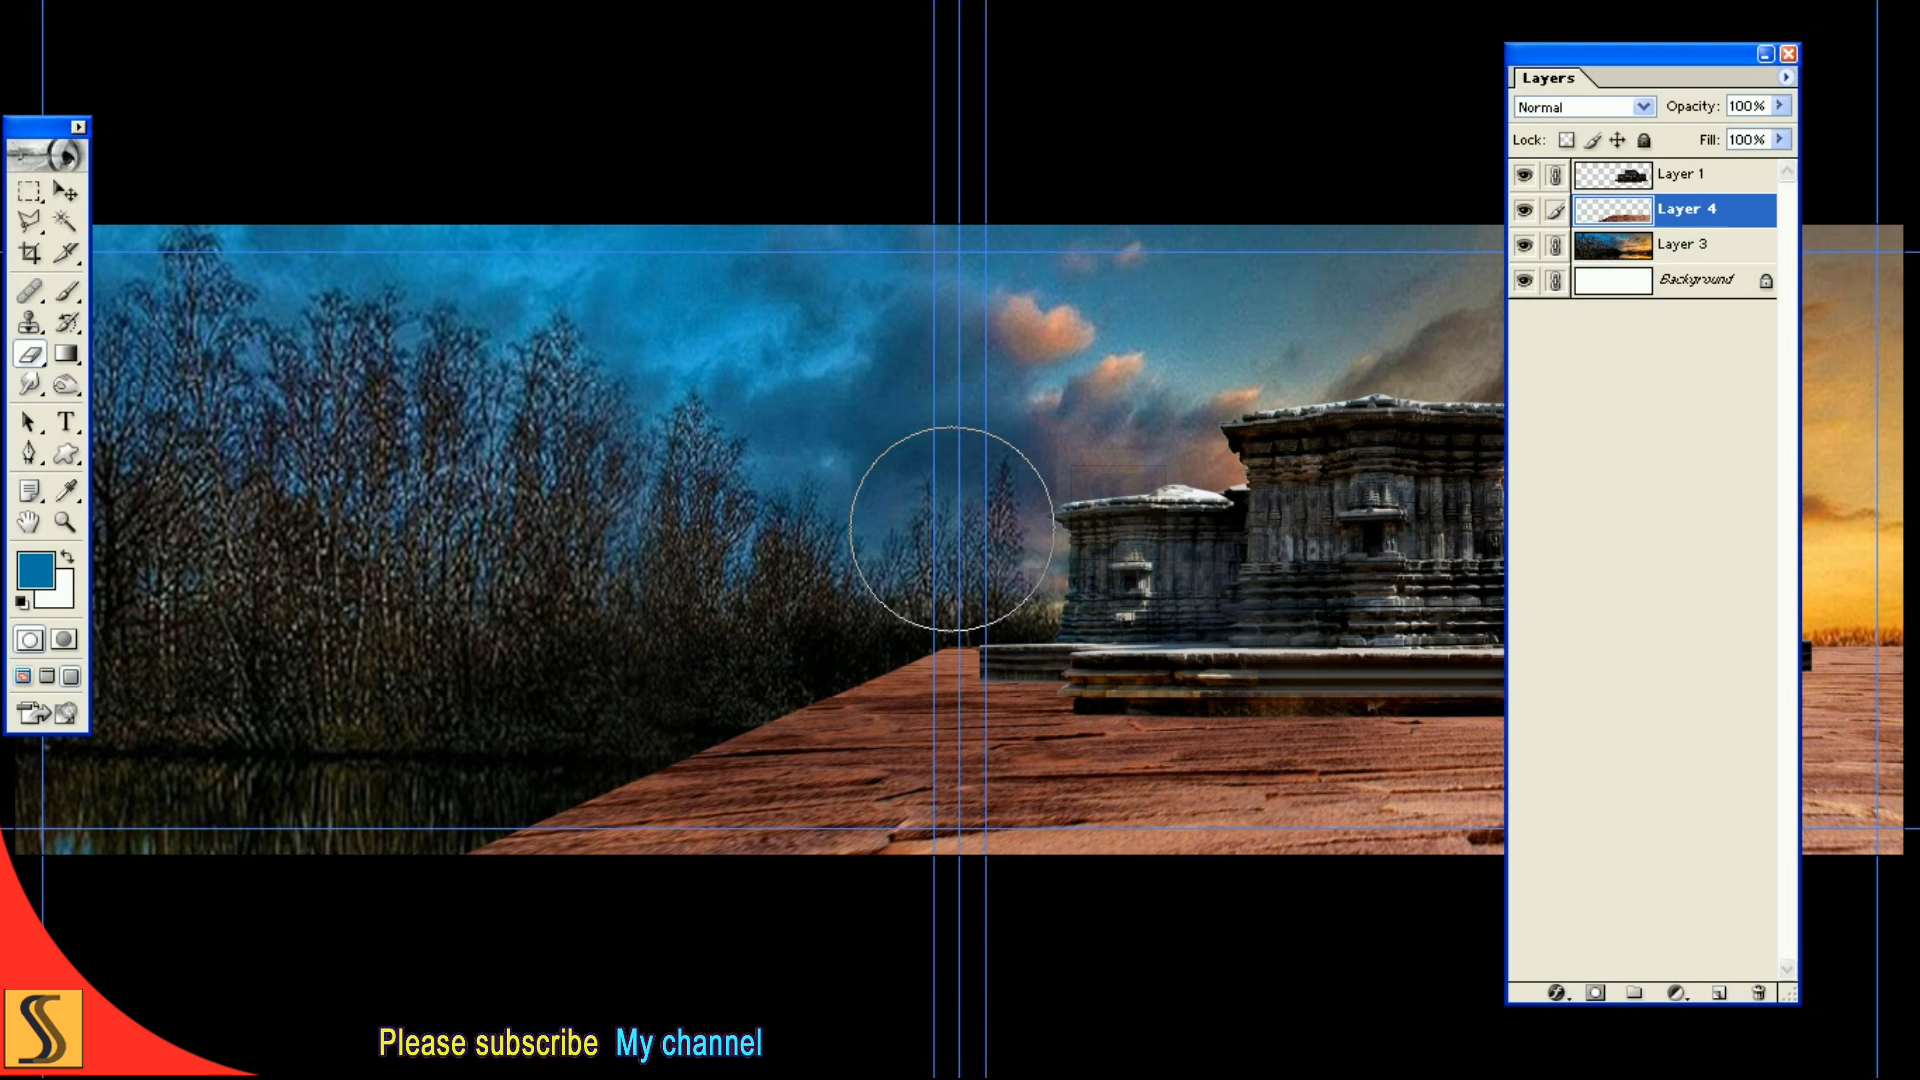 Layers
Normal
Opacity: 100%
Lock:
Fill: 100%
Layer 1
Layer 4
Layer 3
Background
T
Please subscribe My channel